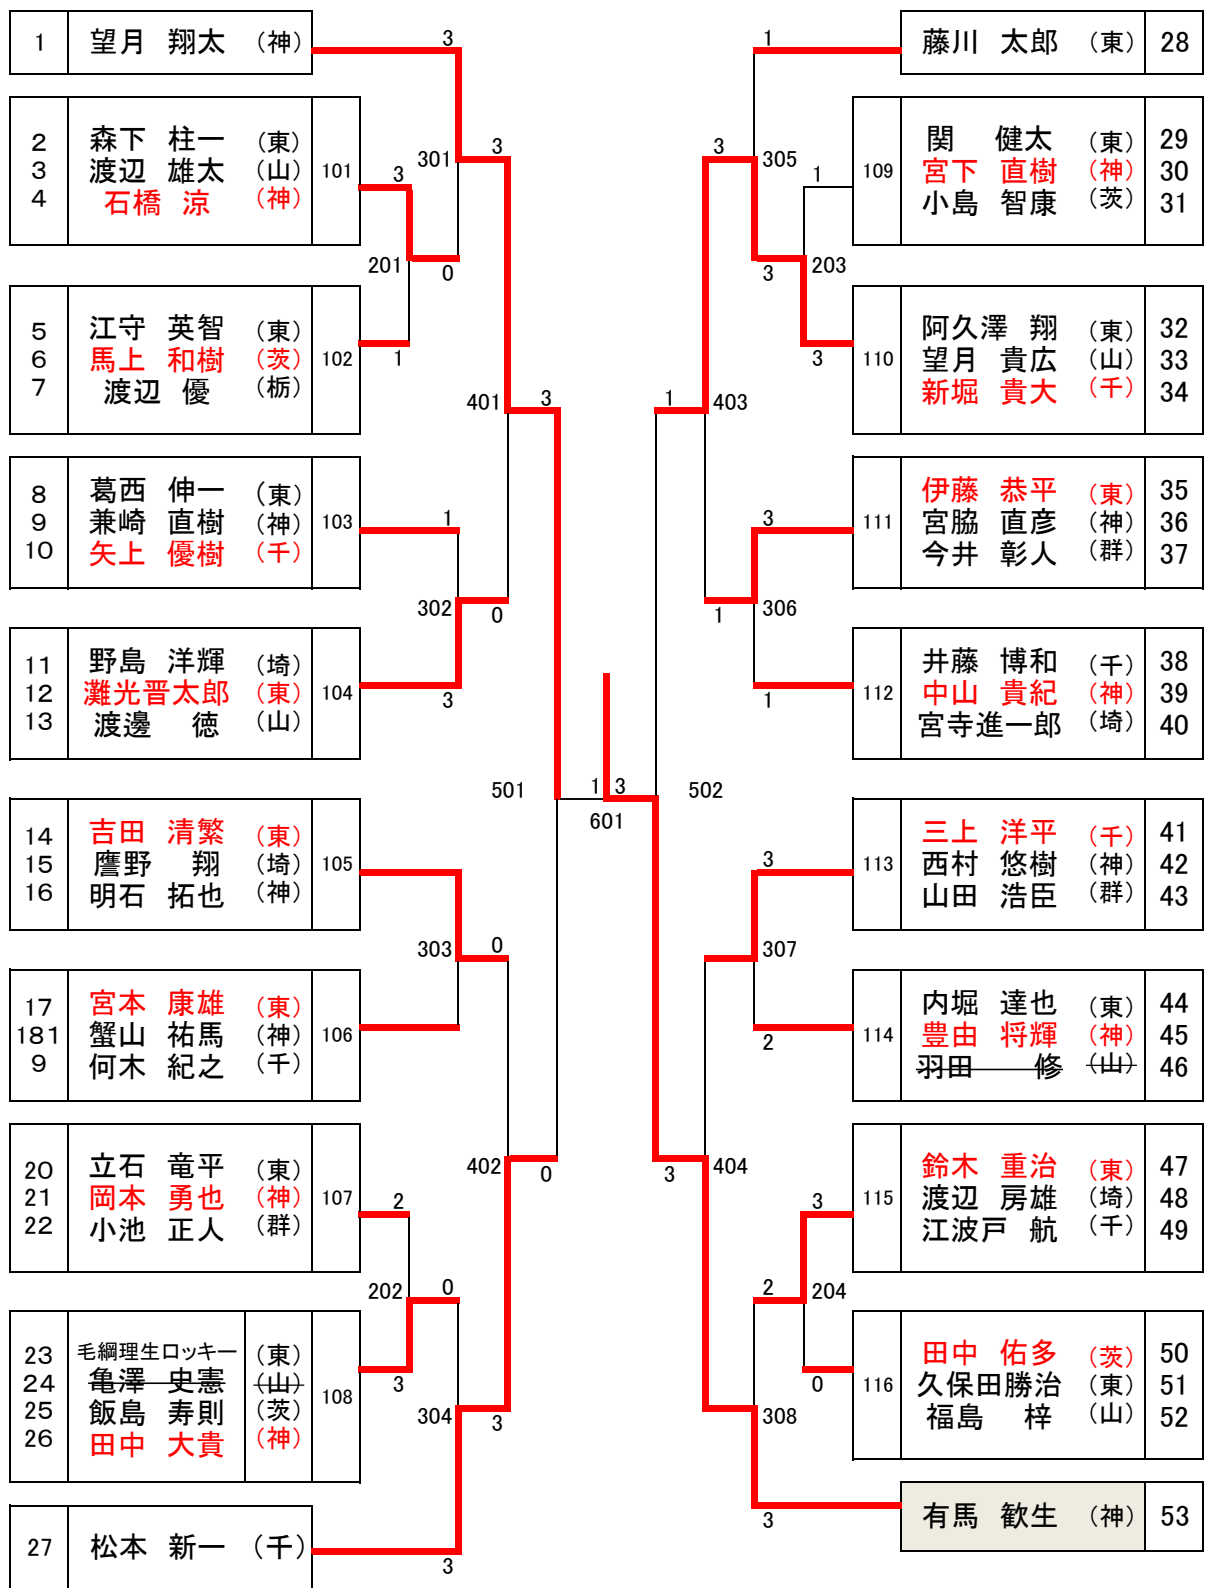 1 望月 翔太 (神)
2 森下 柱一 (東)
3 渡辺 雄太 (山)
4 石橋 涼 (神)
101
5 江守 英智 (東)
6 馬上 和樹 (茨)
7 渡辺 優 (栃)
102
8 葛西 伸一 (東)
9 兼崎 直樹 (神)
10 矢上 優樹 (千)
103
11 野島 洋輝 (埼)
12 灘光晋太郎 (東)
13 渡邊 徳 (山)
104
14 吉田 清繁 (東)
15 鷹野 翔 (埼)
16 明石 拓也 (神)
105
17 宮本 康雄 (東)
181 蟹山 祐馬 (神)
9 何木 紀之 (千)
106
20 立石 竜平 (東)
21 岡本 勇也 (神)
22 小池 正人 (群)
107
23 毛綱理生ロッキー (東)
24 亀澤 史憲 (山)
25 飯島 寿則 (茨)
26 田中 大貴 (神)
108
27 松本 新一 (千)
3
301
3
3
201
0
1
401
3
1
302
0
3
501
303
0
402
0
2
202
0
3
304
3
3
1 3
601
502
1
3
305
1
3
203
3
1
403
3
1
306
1
3
307
2
3
404
3
2
204
0
308
3
藤川 太郎 (東) 28
関 健太 (東) 29
宮下 直樹 (神) 30
小島 智康 (茨) 31
109
阿久澤 翔 (東) 32
望月 貴広 (山) 33
新堀 貴大 (千) 34
110
伊藤 恭平 (東) 35
宮脇 直彦 (神) 36
今井 彰人 (群) 37
111
井藤 博和 (千) 38
中山 貴紀 (神) 39
宮寺進一郎 (埼) 40
112
三上 洋平 (千) 41
西村 悠樹 (神) 42
山田 浩臣 (群) 43
113
内堀 達也 (東) 44
豊由 将輝 (神) 45
羽田 修 (山) 46
114
鈴木 重治 (東) 47
渡辺 房雄 (埼) 48
江波戸 航 (千) 49
115
田中 佑多 (茨) 50
久保田勝治 (東) 51
福島 梓 (山) 52
116
有馬 歓生 (神) 53